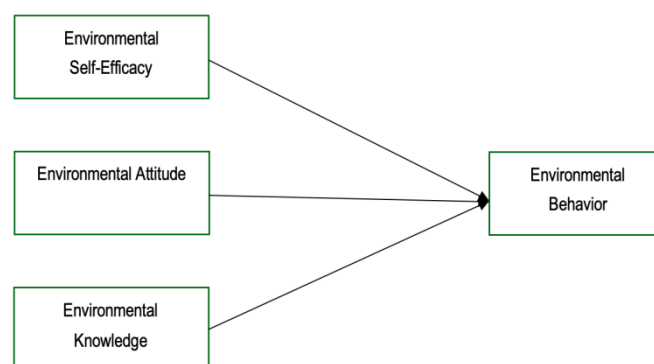 Environmental
Self-Efficacy
Environmental Attitude
Environmental
Behavior
Environmental
Knowledge